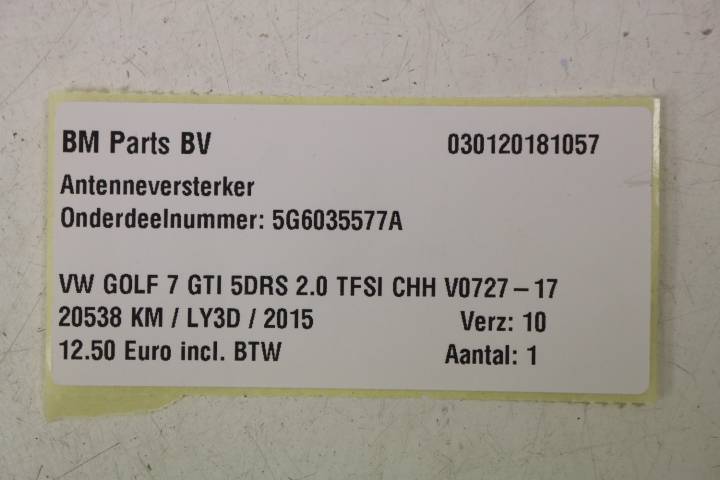 BM Parts BV 030120181057
Antenneversterker
Onderdeelnummer: 5G6035577A
VW GOLF 7 GTI 5DRS 2.0 TFSI CHH V0727-17
20538 KM / LY3D / 2015 Verz: 10
12.50 Euro incl. BTW Aantal: 1